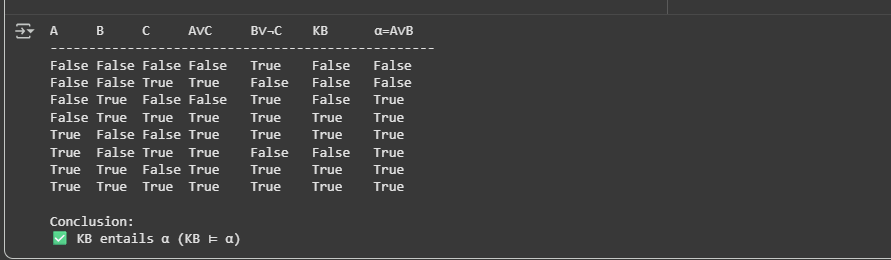 A B C A∨C B∨¬C KB α=A∨B
--------------------------------------------------
False False False False True False False
False False True True False False False
False True False False True False True
False True True True True True True
True False False True True True True
True False True True False False True
True True False True True True True
True True True True True True True
Conclusion:
✅ KB entails α (KB ⊨ α)